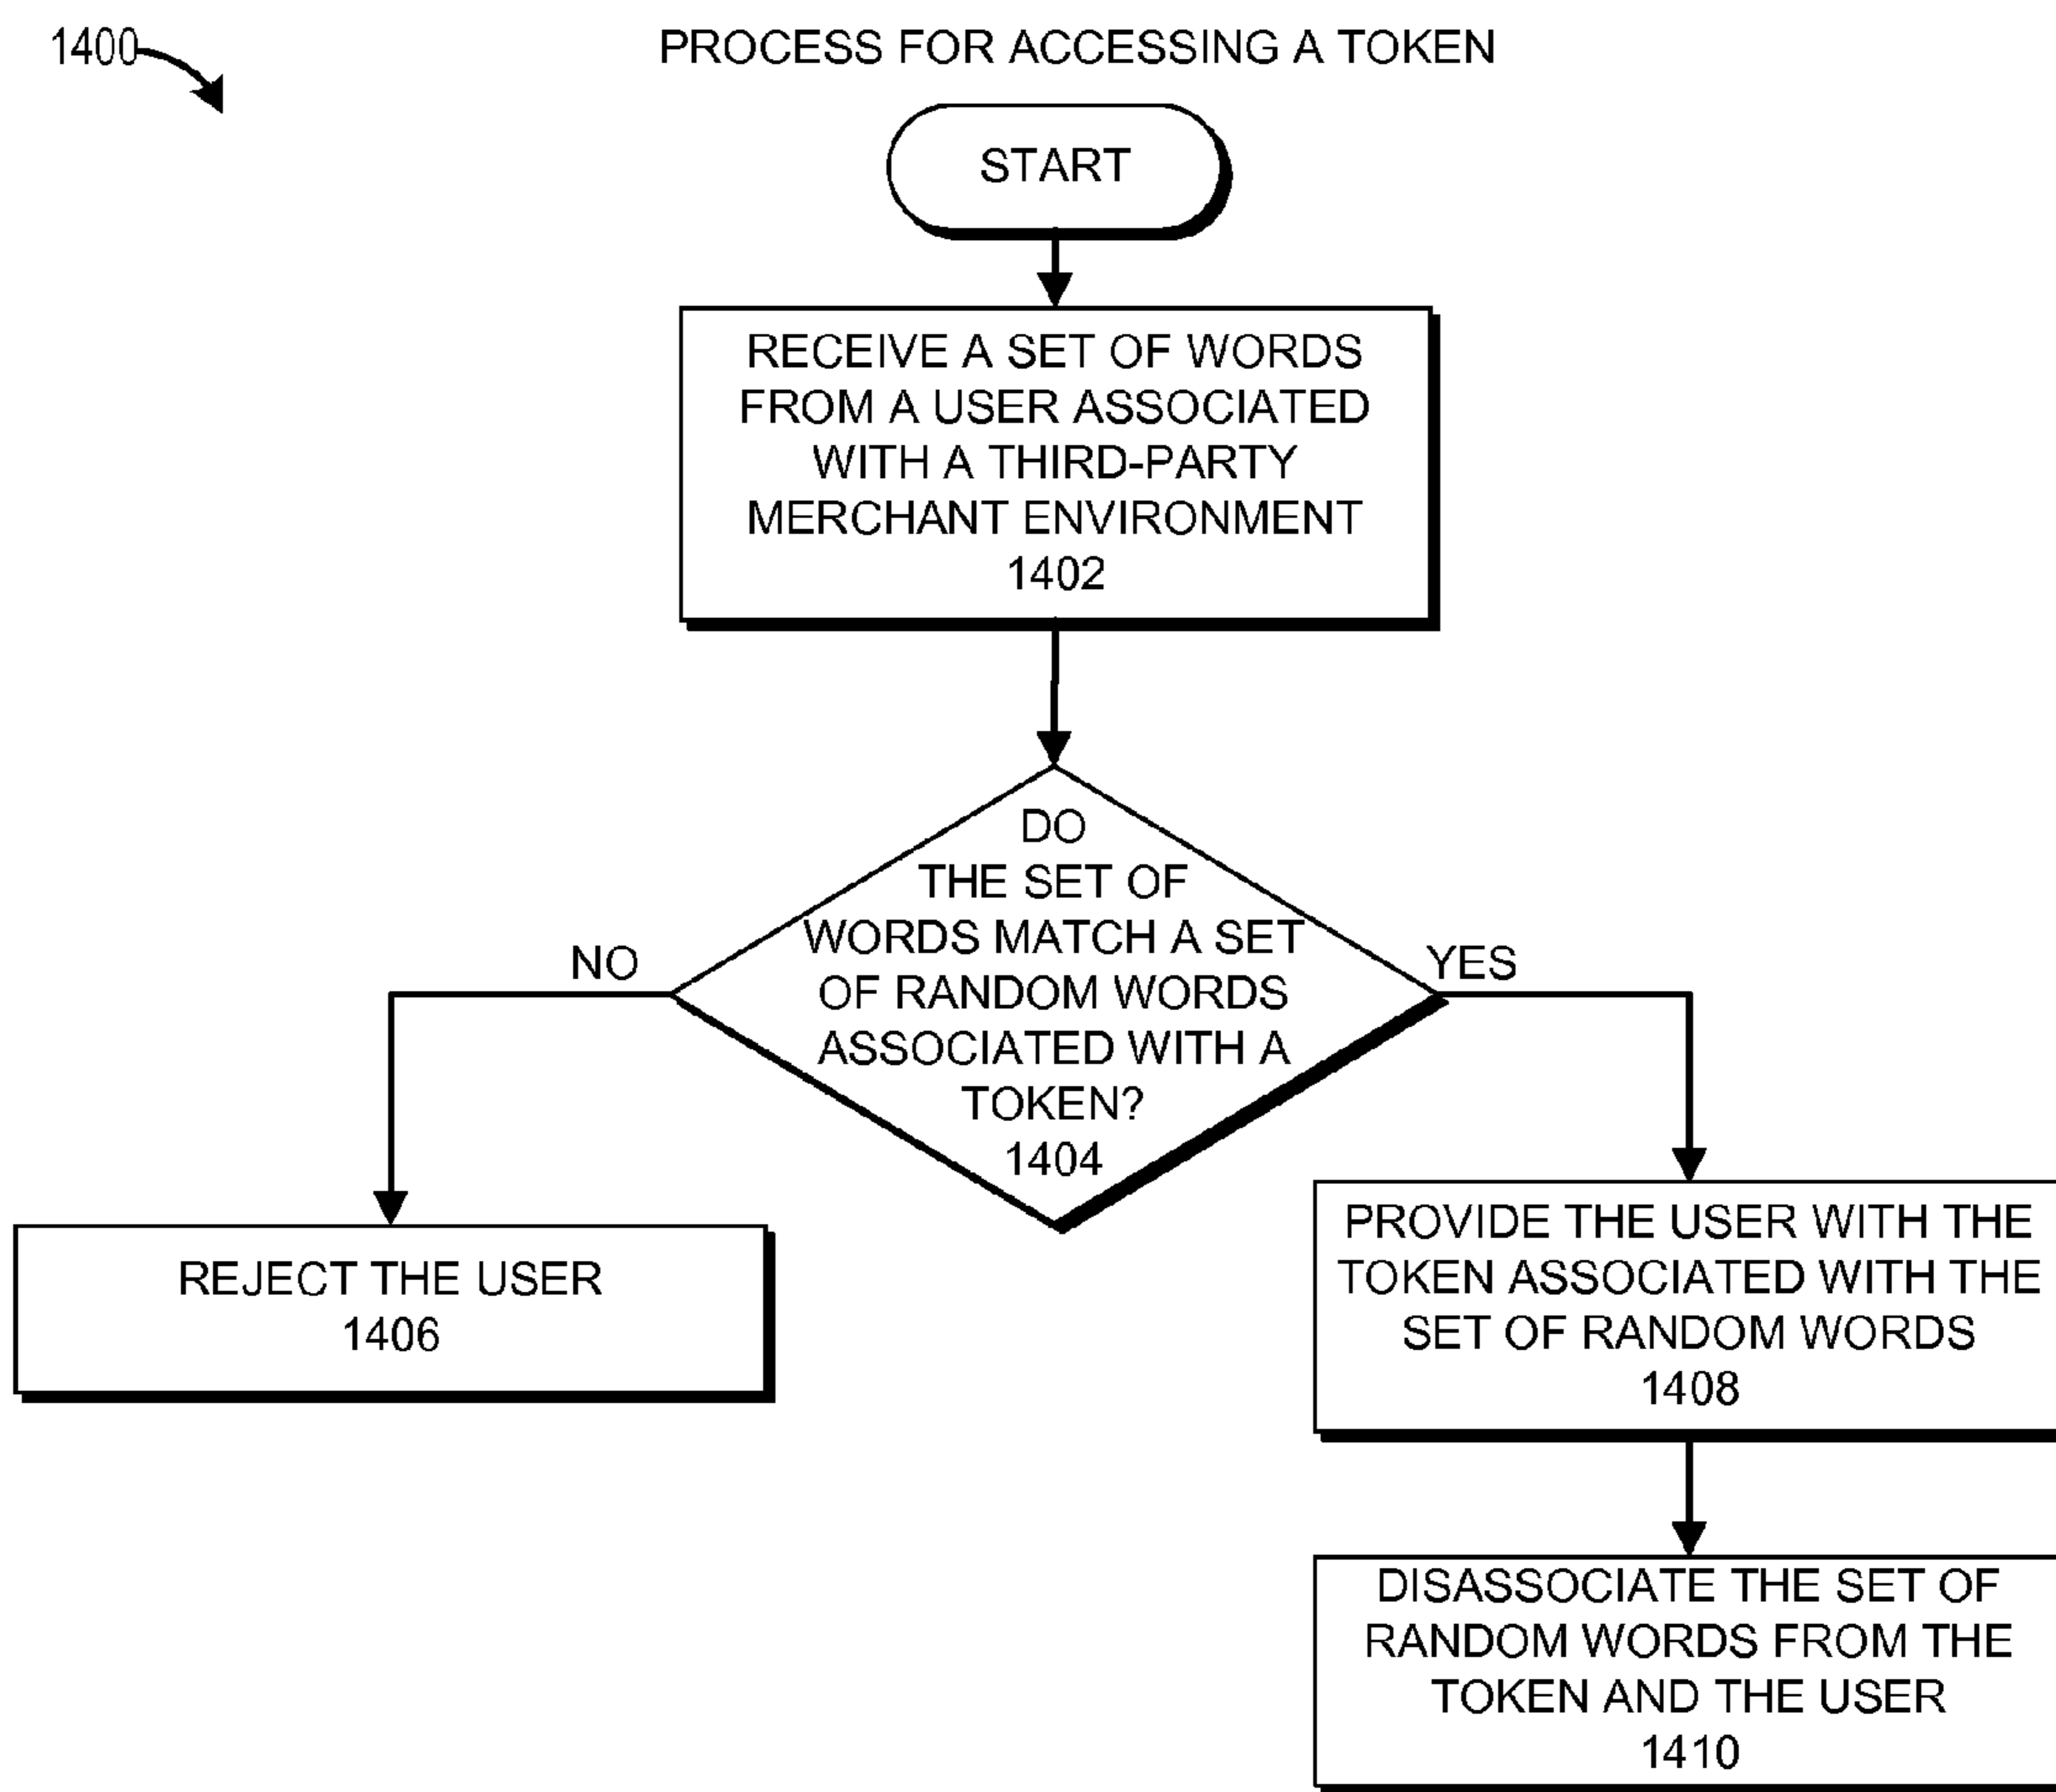 1400
PROCESS FOR ACCESSING A TOKEN
START
RECEIVE A SET OF WORDS
FROM A USER ASSOCIATED
WITH A THIRD-PARTY
MERCHANT ENVIRONMENT
1402
DO
THE SET OF
WORDS MATCH A SET
OF RANDOM WORDS
ASSOCIATED WITH A
TOKEN?
1404
NO
YES
REJECT THE USER
1406
PROVIDE THE USER WITH THE
TOKEN ASSOCIATED WITH THE
SET OF RANDOM WORDS
1408
DISASSOCIATE THE SET OF
RANDOM WORDS FROM THE
TOKEN AND THE USER
1410